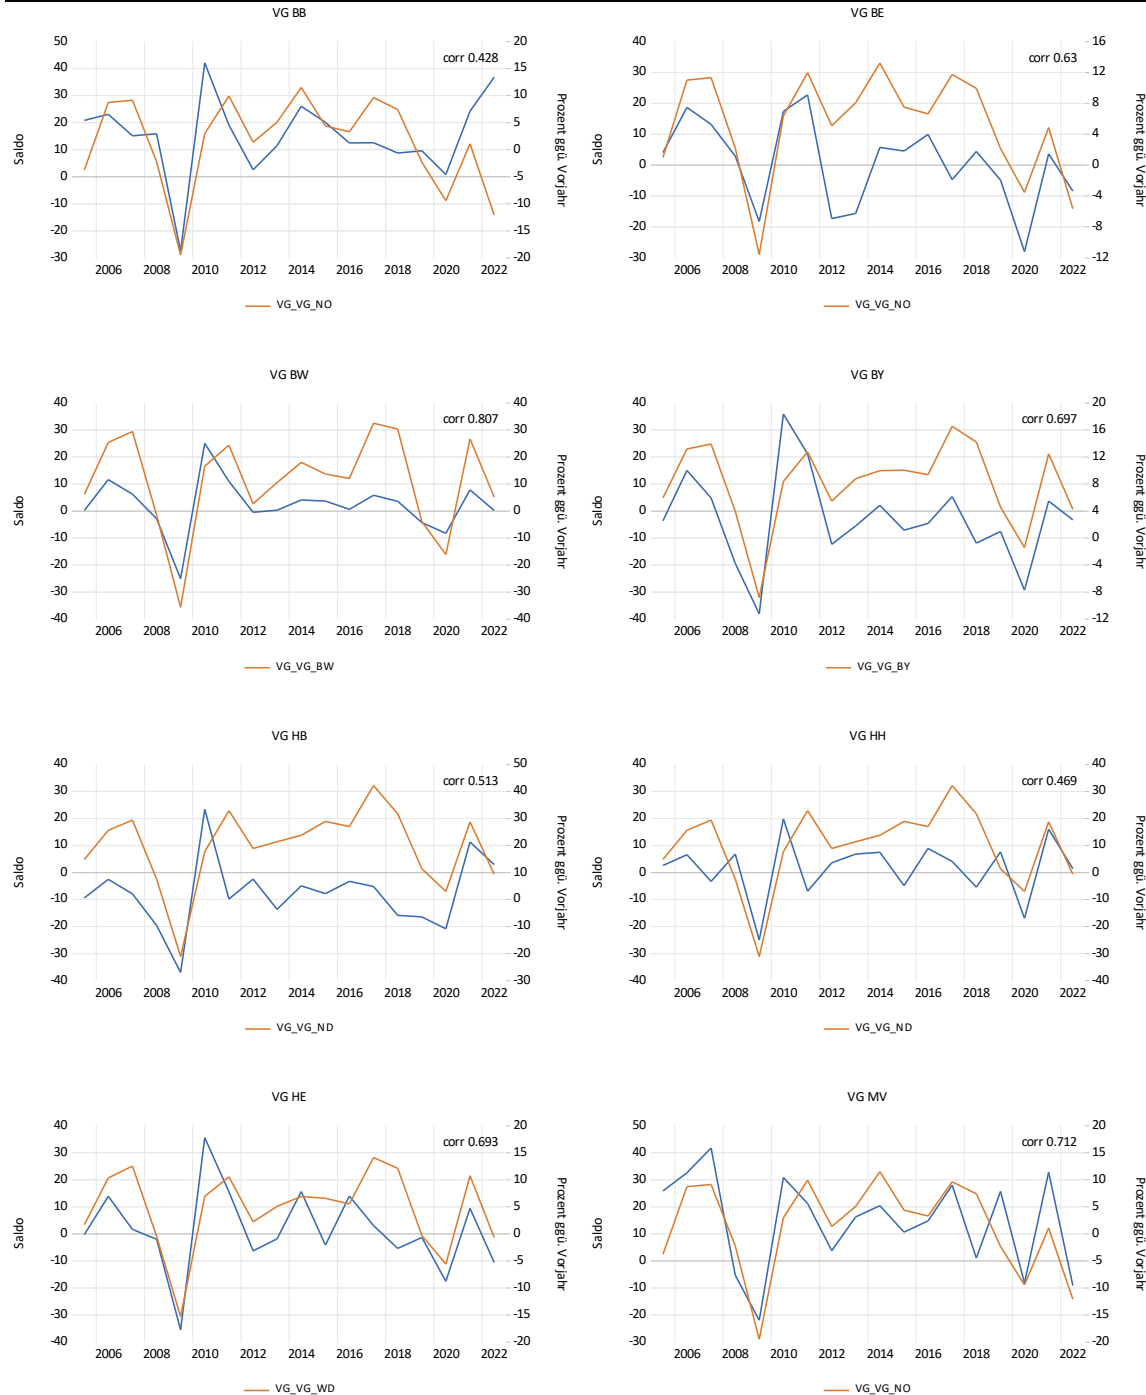 VG BB
50
40
30
20
10
0
-10
-20
-30
20
15
10
5
0
-5
-10
-15
-20
Saldo
Prozent ggü. Vorjahr
corr 0.428
2006 2008 2010 2012 2014 2016 2018 2020 2022
VG_VG_NO
VG BE
40
30
20
10
0
-10
-20
-30
16
12
8
4
0
-4
-8
-12
Saldo
Prozent ggü. Vorjahr
corr 0.63
2006 2008 2010 2012 2014 2016 2018 2020 2022
VG_VG_NO
VG BW
40
30
20
10
0
-10
-20
-30
-40
40
30
20
10
0
-10
-20
-30
-40
Saldo
Prozent ggü. Vorjahr
corr 0.807
2006 2008 2010 2012 2014 2016 2018 2020 2022
VG_VG_BW
VG BY
40
30
20
10
0
-10
-20
-30
-40
20
16
12
8
4
0
-4
-8
-12
Saldo
Prozent ggü. Vorjahr
corr 0.697
2006 2008 2010 2012 2014 2016 2018 2020 2022
VG_VG_BY
VG HB
40
30
20
10
0
-10
-20
-30
-40
50
40
30
20
10
0
-10
-20
-30
Saldo
Prozent ggü. Vorjahr
corr 0.513
2006 2008 2010 2012 2014 2016 2018 2020 2022
VG_VG_ND
VG HH
40
30
20
10
0
-10
-20
-30
-40
40
30
20
10
0
-10
-20
-30
-40
Saldo
Prozent ggü. Vorjahr
corr 0.469
2006 2008 2010 2012 2014 2016 2018 2020 2022
VG_VG_ND
VG HE
40
30
20
10
0
-10
-20
-30
-40
20
15
10
5
0
-5
-10
-15
-20
Saldo
Prozent ggü. Vorjahr
corr 0.693
2006 2008 2010 2012 2014 2016 2018 2020 2022
VG_VG_WD
VG MV
50
40
30
20
10
0
-10
-20
-30
20
15
10
5
0
-5
-10
-15
-20
Saldo
Prozent ggü. Vorjahr
corr 0.712
2006 2008 2010 2012 2014 2016 2018 2020 2022
VG_VG_NO